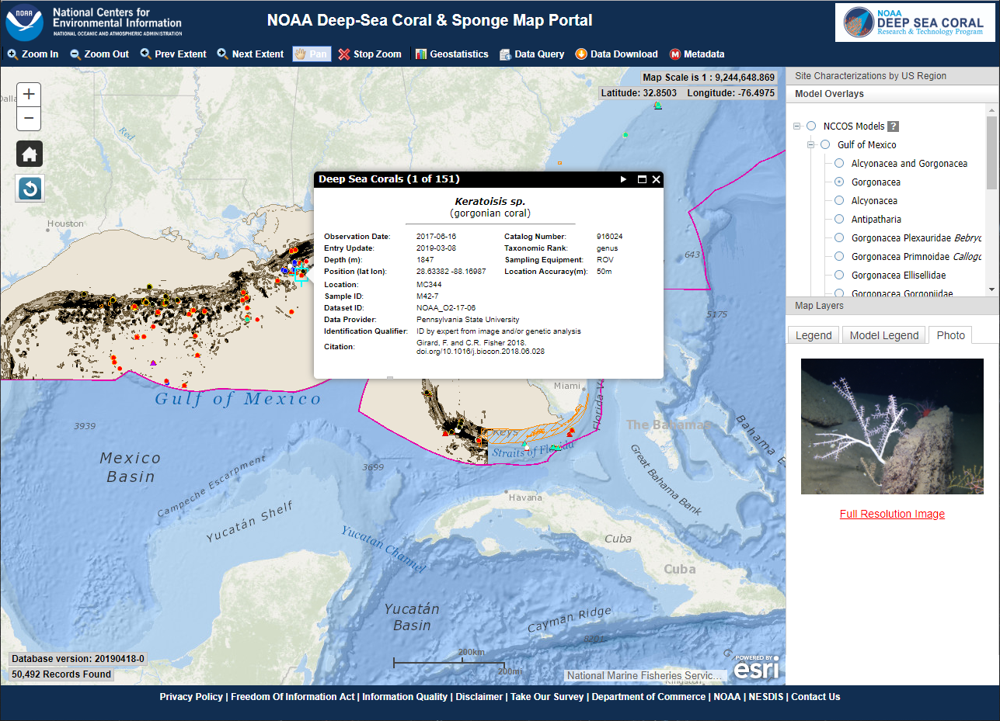 NOAA
National Centers for
Environmental Information
NATIONAL OCEANIC AND ATMOSPHERIC ADMINISTRATION
NOAA Deep-Sea Coral & Sponge Map Portal
NOAA
DEEP SEA CORAL
Research & Technology Program
Zoom In
Zoom Out
Prev Extent
Next Extent
Pan
Stop Zoom
Geostatistics
Data Query
Data Download
M Metadata
Map Scale is 1 : 9,244,648.869
Latitude: 32.8503 Longitude: -76.4975
+
−
Dalla
Red
Houston
Deep Sea Corals (1 of 151)
Keratoisis sp.
(gorgonian coral)
Observation Date: 2017-06-16 Catalog Number: 916024
Entry Update: 2019-03-08 Taxonomic Rank: genus
Depth (m): 1847 Sampling Equipment: ROV
Position (lat lon): 28.63382 -88.16987 Location Accuracy(m): 50m
Location: MC344
Sample ID: M42-7
Dataset ID: NOAA_O2-17-06
Data Provider: Pennsylvania State University
Identification Qualifier: ID by expert from image and/or genetic analysis
Citation: Girard, F. and C.R. Fisher 2018.
doi.org/10.1016/j.biocon.2018.06.028
643
5175
Miami
Gulf of Mexico
3939
Keys
Straits of Florida
The Bahamas
Bahama
Great Bahama Bank
Mexico
Basin
Campeche Escarpment
3699
Havana
Yucatán Shelf
Yucatan Channel
Cuba
Cuba
Yucatán
Basin
Cayman Ridge
8201
200km
200mi
Kingston
Database version: 20190418-0
50,492 Records Found
National Marine Fisheries Servic...
POWERED BY
esri
Site Characterizations by US Region
Model Overlays
NCCOS Models ?
Gulf of Mexico
Alcyonacea and Gorgonacea
Gorgonacea
Alcyonacea
Antipatharia
Gorgonacea Plexauridae Bebryc
Gorgonacea Primnoidae Callogo
Gorgonacea Ellisellidae
Gorgonacea Gorgoniidae
Map Layers
Legend
Model Legend
Photo
Full Resolution Image
Privacy Policy | Freedom Of Information Act | Information Quality | Disclaimer | Take Our Survey | Department of Commerce | NOAA | NESDIS | Contact Us